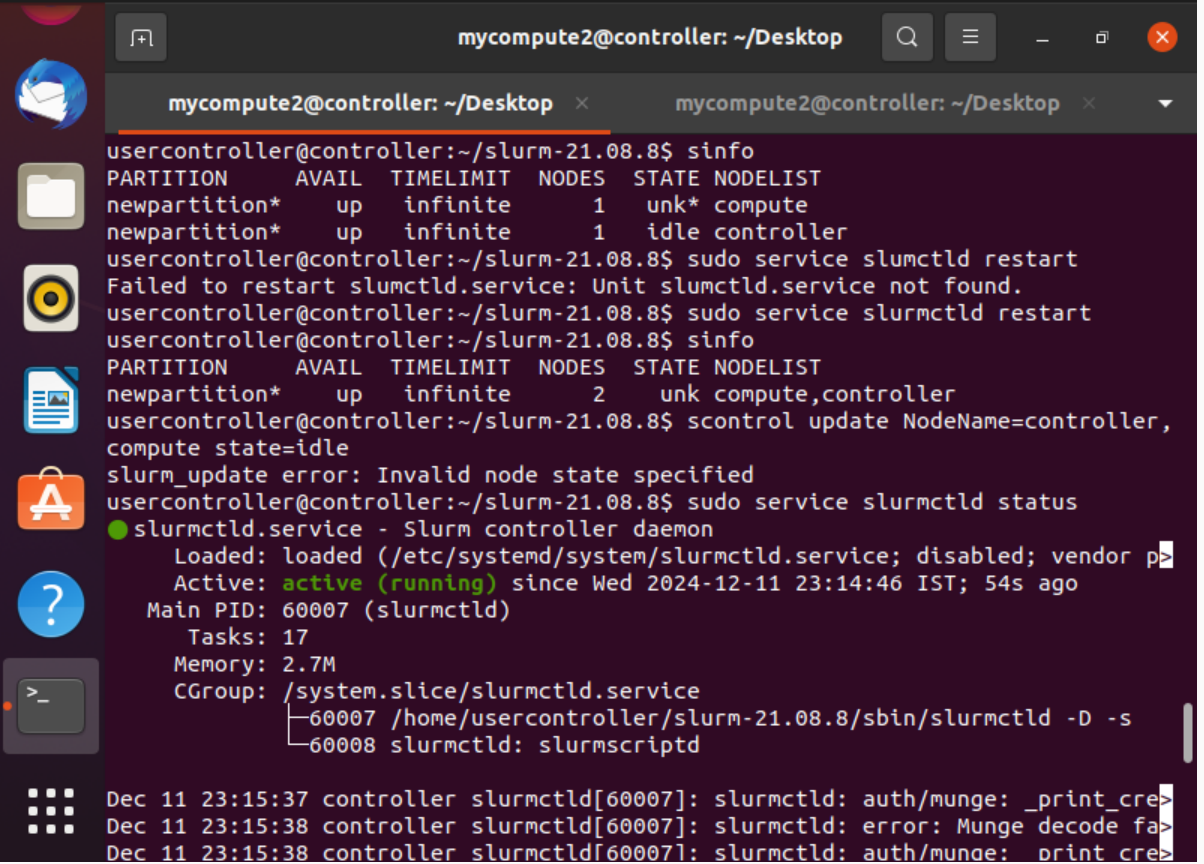 mycompute2@controller: ~/Desktop
mycompute2@controller: ~/Desktop × mycompute2@controller: ~/Desktop ×
usercontroller@controller:~/slurm-21.08.8$ sinfo
PARTITION     AVAIL  TIMELIMIT  NODES  STATE NODELIST
newpartition*    up   infinite      1   unk* compute
newpartition*    up   infinite      1   idle controller
usercontroller@controller:~/slurm-21.08.8$ sudo service slumctld restart
Failed to restart slumctld.service: Unit slumctld.service not found.
usercontroller@controller:~/slurm-21.08.8$ sudo service slurmctld restart
usercontroller@controller:~/slurm-21.08.8$ sinfo
PARTITION     AVAIL  TIMELIMIT  NODES  STATE NODELIST
newpartition*    up   infinite      2    unk compute,controller
usercontroller@controller:~/slurm-21.08.8$ scontrol update NodeName=controller,
compute state=idle
slurm_update error: Invalid node state specified
usercontroller@controller:~/slurm-21.08.8$ sudo service slurmctld status
● slurmctld.service - Slurm controller daemon
     Loaded: loaded (/etc/systemd/system/slurmctld.service; disabled; vendor p>
     Active: active (running) since Wed 2024-12-11 23:14:46 IST; 54s ago
   Main PID: 60007 (slurmctld)
      Tasks: 17
     Memory: 2.7M
     CGroup: /system.slice/slurmctld.service
             ├─60007 /home/usercontroller/slurm-21.08.8/sbin/slurmctld -D -s
             └─60008 slurmctld: slurmscriptd
Dec 11 23:15:37 controller slurmctld[60007]: slurmctld: auth/munge: _print_cre>
Dec 11 23:15:38 controller slurmctld[60007]: slurmctld: error: Munge decode fa>
Dec 11 23:15:38 controller slurmctld[60007]: slurmctld: auth/munge: _print_cre>